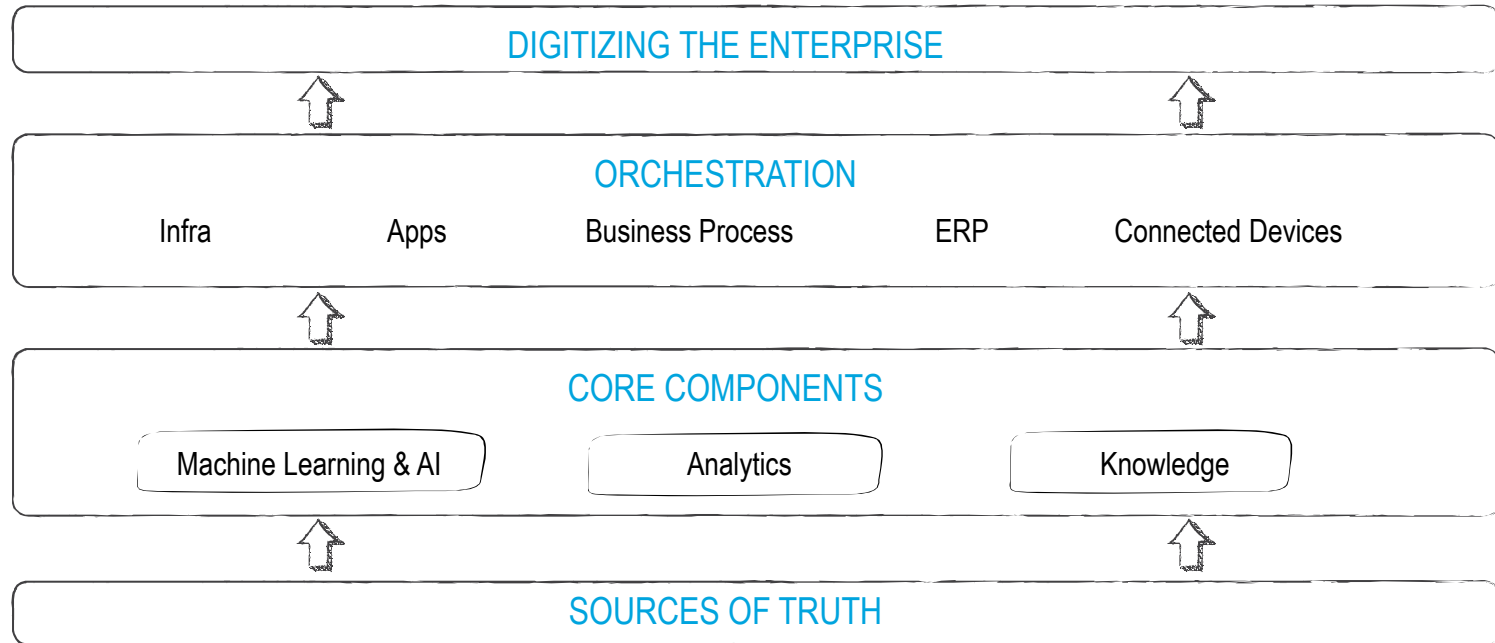 DIGITIZING THE ENTERPRISE
ORCHESTRATION
Infra Apps Business Process ERP Connected Devices
CORE COMPONENTS
Machine Learning & AI Analytics Knowledge
SOURCES OF TRUTH